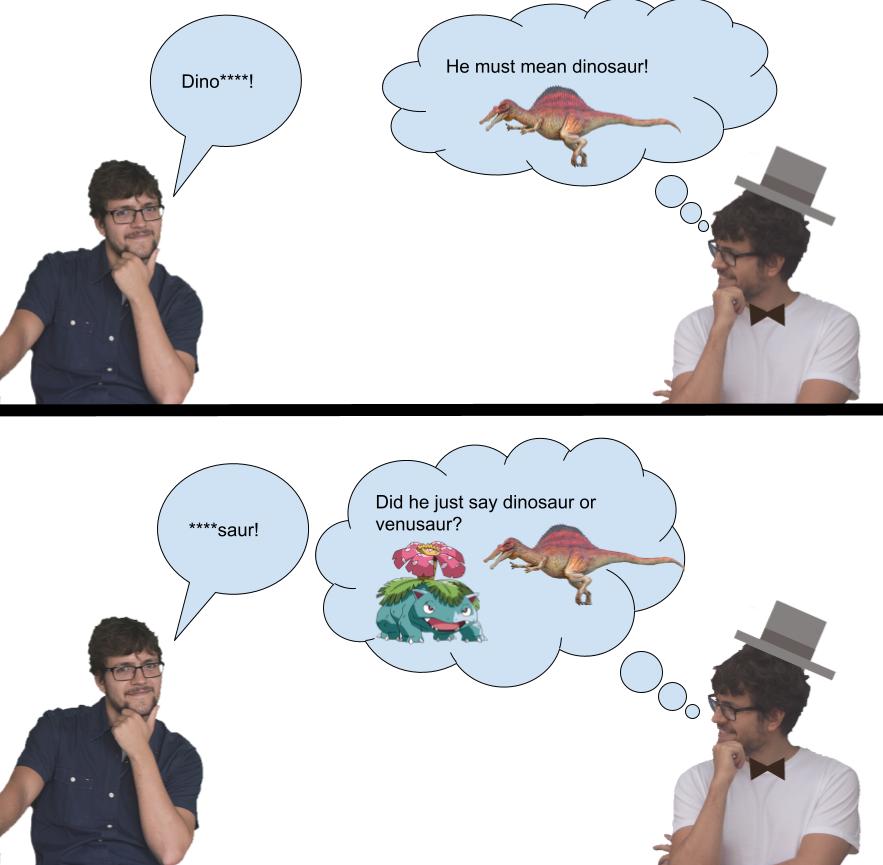 Dino****!
He must mean dinosaur!
****saur!
Did he just say dinosaur or
venusaur?